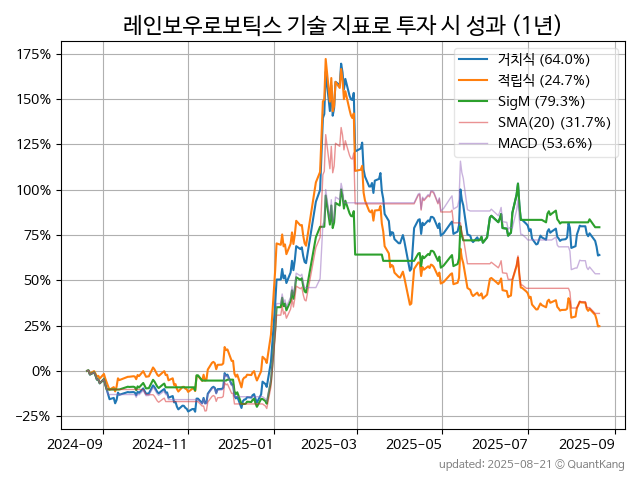 레인보우로보틱스 기술 지표로 투자 시 성과 (1년)
175%
150%
125%
100%
75%
50%
25%
0%
−25%
거치식 (64.0%)
적립식 (24.7%)
SigM (79.3%)
SMA(20) (31.7%)
MACD (53.6%)
2024-09
2024-11
2025-01
2025-03
2025-05
2025-07
2025-09
updated: 2025-08-21 © QuantKang